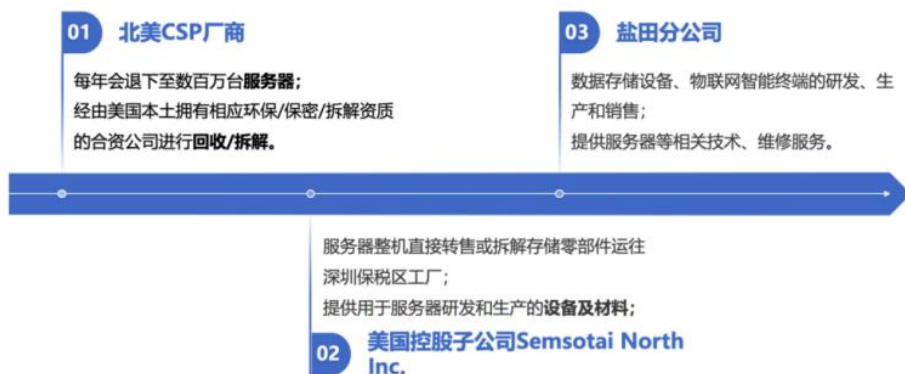 01 北美CSP厂商
每年会退下至数百万台服务器；
经由美国本土拥有相应环保/保密/拆解资质
的合资公司进行回收/拆解。
03 盐田分公司
数据存储设备、物联网智能终端的研发、生
产和销售；
提供服务器等相关技术、维修服务。
服务器整机直接转售或拆解存储零部件运往
深圳保税区工厂；
提供用于服务器研发和生产的设备及材料；
02 美国控股子公司Semsotai North
Inc.